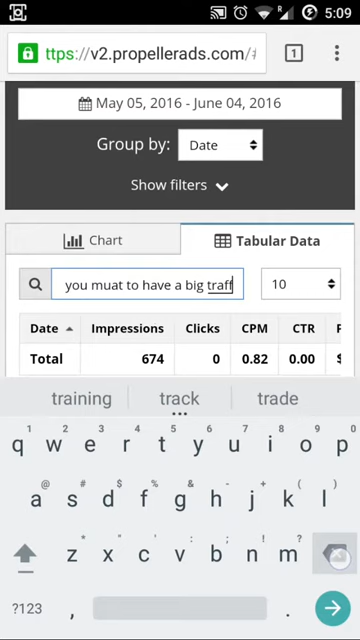 5:09
ttps://v2.propellerads.com/#
1
May 05, 2016 - June 04, 2016
Group by: Date
Show filters
Chart
Tabular Data
you muat to have a big traff
10
Date Impressions Clicks CPM CTR
Total 674 0 0.82 0.00 $
training track trade
1 2 3 4 5 6 7 8 9 0
q w e r t y u i o p
@ # $ % & - + ( )
a s d f g h j k l
* " ' : ; ! ?
z x c v b n m
?123 , .